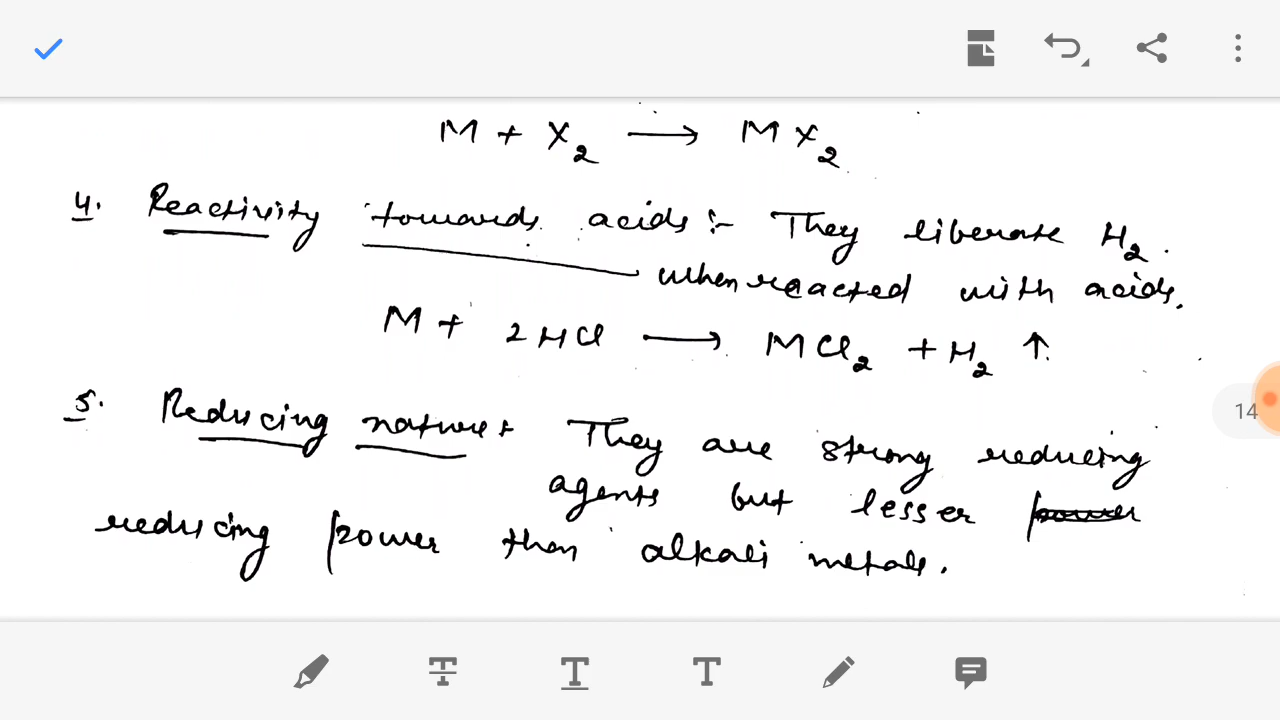 M + X₂ ⟶ MX₂
4. Reactivity towards acids :- They liberate H₂.
when reacted with acids.
M + 2HCl ⟶ MCl₂ + H₂ ↑
5. Reducing nature : They are strong reducing
agents but lesser power
reducing power than alkali metals.
14